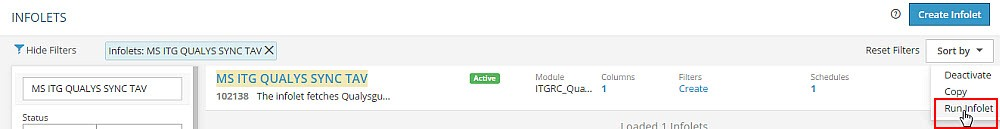 INFOLETS
Create Infolet
Hide Filters
Infolets: MS ITG QUALYS SYNC TAV
Reset Filters
Sort by
MS ITG QUALYS SYNC TAV
Status
MS ITG QUALYS SYNC TAV
Active
102138 The infolet fetches Qualysgu...
Module
ITGRC_Qua...
Columns
1
Filters
Create
Schedules
1
Deactivate
Copy
Run Infolet
Loaded 1 Infolets